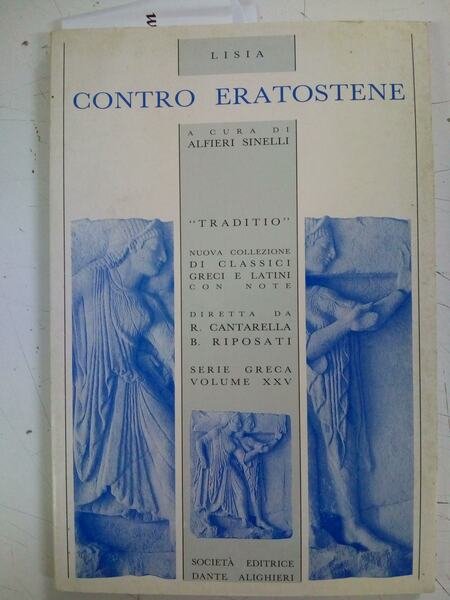 LISIA
CONTRO ERATOSTENE
A CURA DI
ALFIERI SINELLI
"TRADITIO"
NUOVA COLLEZIONE
DI CLASSICI
GRECI E LATINI
CON NOTE
DIRETTA DA
R. CANTARELLA
B. RIPOSATI
SERIE GRECA
VOLUME XXV
SOCIETÀ EDITRICE
DANTE ALIGHIERI